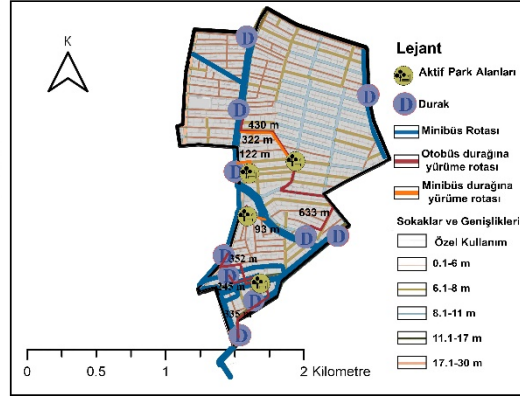 K
Lejant
Aktif Park Alanları
D Durak
Minibüs Rotası
Otobüs durağına
yürüme rotası
Minibüs durağına
yürüme rotası
Sokaklar ve Genişlikleri
Özel Kullanım
0.1-6 m
6.1-8 m
8.1-11 m
11.1-17 m
17.1-30 m
D
D
D
430 m
322 m
122 m
D
633 m
93 m
D
D
D
352 m
D
245 m
D
335 m
D
0 0.5 1 2 Kilometre